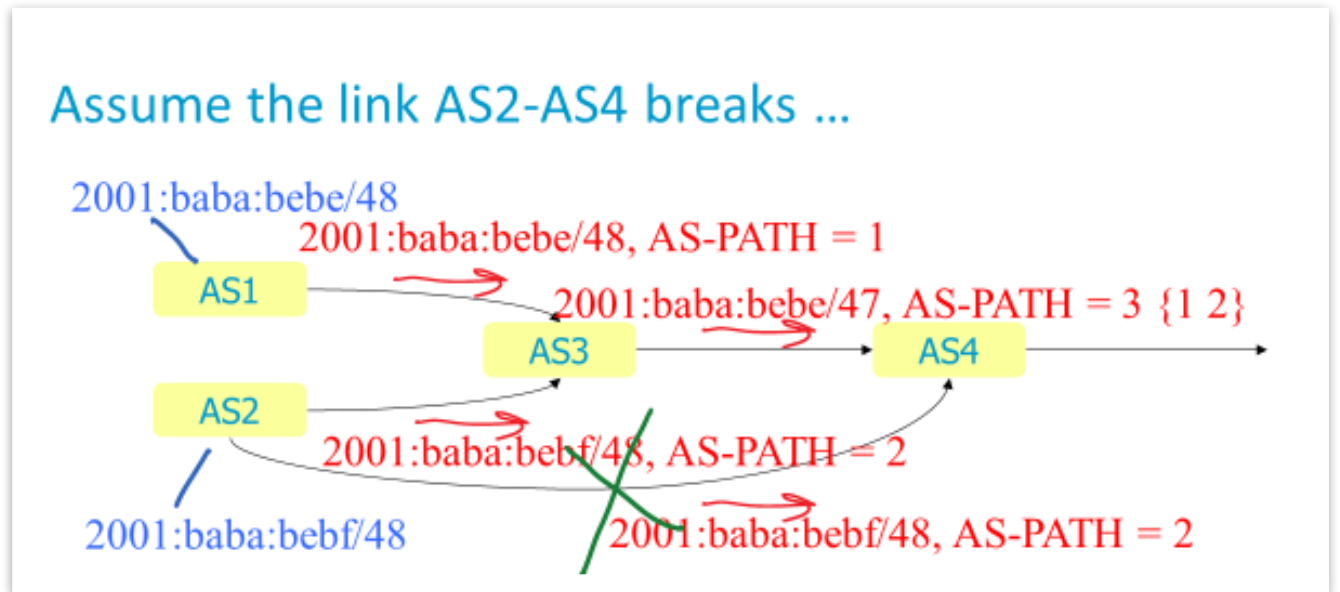 Assume the link AS2-AS4 breaks ...
2001:baba:bebe/48
2001:baba:bebe/48, AS-PATH = 1
AS1
2001:baba:bebe/47, AS-PATH = 3 {1 2}
AS3
AS4
AS2
2001:baba:bebf/48, AS-PATH = 2
2001:baba:bebf/48
2001:baba:bebf/48, AS-PATH = 2